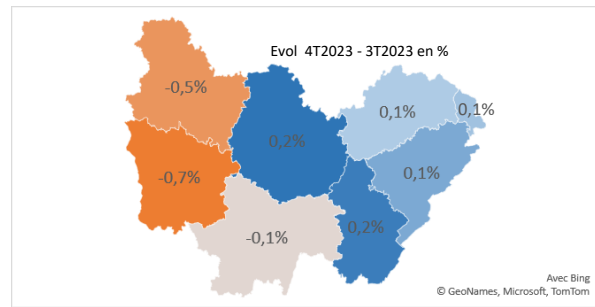 Evol 4T2023 - 3T2023 en %
-0,5%
0,1%
0,1%
0,2%
-0,7%
0,1%
0,2%
-0,1%
Avec Bing
© GeoNames, Microsoft, TomTom